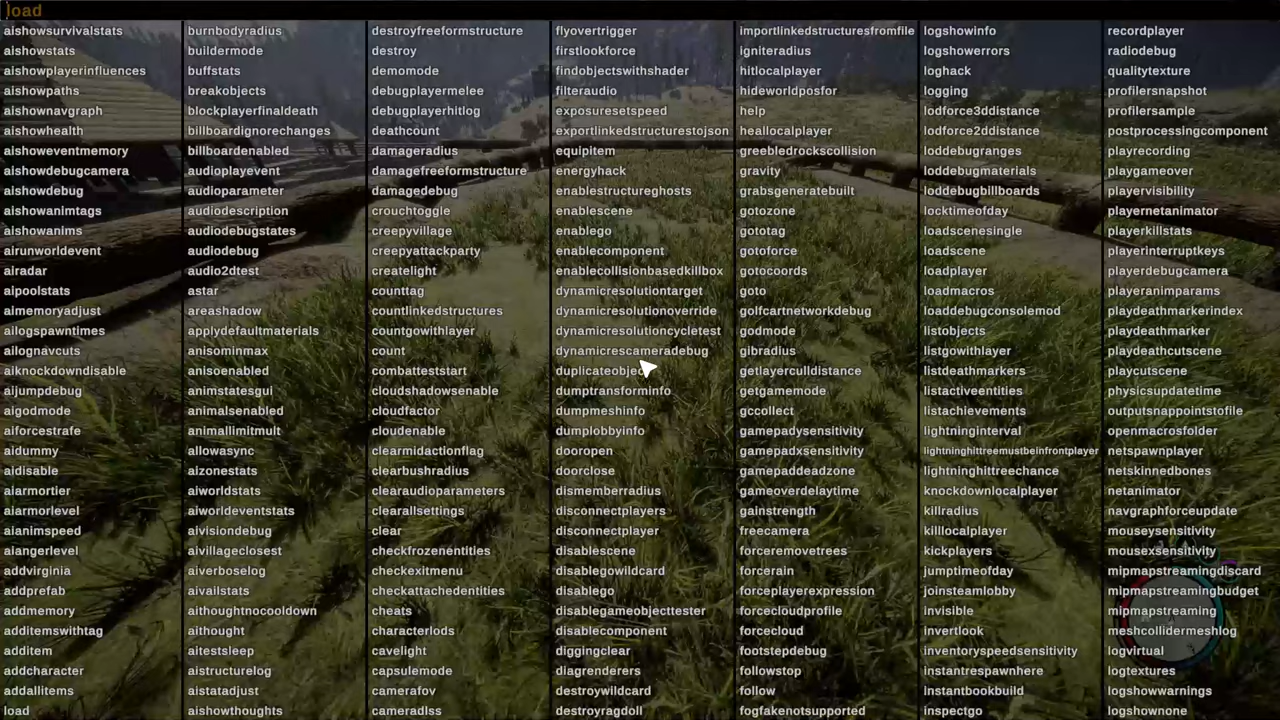 load
aishowsurvivalstats
aishowstats
aishowplayerinfluences
aishowpaths
aishownavgraph
aishowhealth
aishoweventmemory
aishowdebugcamera
aishowdebug
aishowanimtags
aishowanims
airunworldevent
airadar
aipoolstats
aimemoryadjust
ailogspawntimes
ailognavcuts
aiknockdowndisable
aijumpdebug
aigodmode
aiforcestrafe
aidummy
aidisable
aiarmortier
aiarmorlevel
aianimspeed
aiangerlevel
addvirginia
addprefab
addmemory
additemswithtag
additem
addcharacter
addallitems
load
burnbodyradius
buildermode
buffstats
breakobjects
blockplayerfinaldeath
billboardignorechanges
billboardenabled
audioplayevent
audioparameter
audiodescription
audiodebugstates
audiodebug
audio2dtest
astar
areashadow
applydefaultmaterials
anisominmax
anisoenabled
animstatesgui
animalsenabled
animallimitmult
allowasync
aizonestats
aiworldstats
aiworldeventstats
aivisiondebug
aivillageclosest
aiverboselog
aivailstats
aithoughtnocooldown
aithought
aitestsleep
aistructurelog
aistatadjust
aishowthoughts
destroyfreeformstructure
destroy
demomode
debugplayermelee
debugplayerhitlog
deathcount
damageradius
damagefreeformstructure
damagedebug
crouchtoggle
creepyvillage
creepyattackparty
createlight
counttag
countlinkedstructures
countgowithlayer
count
combatteststart
cloudshadowsenable
cloudfactor
cloudenable
clearmidactionflag
clearbushradius
clearaudioparameters
clearallsettings
clear
checkfrozenentities
checkexitmenu
checkattachedentities
cheats
characterlods
cavelight
capsulemode
camerafov
cameradlss
flyovertrigger
firstlookforce
findobjectswithshader
filteraudio
exposuresetspeed
exportlinkedstructurestojson
equipitem
energyhack
enablestructureghosts
enablescene
enablego
enablecomponent
enablecollisionbasedkillbox
dynamicresolutiontarget
dynamicresolutionoverride
dynamicresolutioncycletest
dynamicrescameradebug
duplicateobject
dumptransforminfo
dumpmeshinfo
dumplobbyinfo
dooropen
doorclose
dismemberradius
disconnectplayers
disconnectplayer
disablescene
disablegowildcard
disablego
disablegameobjecttester
disablecomponent
diggingclear
diagrenderers
destroywildcard
destroyragdoll
importlinkedstructuresfromfile
igniteradius
hitlocalplayer
hideworldposfor
help
heallocalplayer
greebledrockscollision
gravity
grabsgeneratebuilt
gotozone
gototag
gotoforce
gotocoords
goto
golfcartnetworkdebug
godmode
gibradius
getlayerculldistance
getgamemode
gccollect
gamepadysensitivity
gamepadxsensitivity
gamepaddeadzone
gameoverdelaytime
gainstrength
freecamera
forceremovetrees
forcerain
forceplayerexpression
forcecloudprofile
forcecloud
footstepdebug
followstop
follow
fogfakenotsupported
logshowinfo
logshowerrors
loghack
logging
lodforce3ddistance
lodforce2ddistance
loddebugranges
loddebugmaterials
loddebugbillboards
locktimeofday
loadscenesingle
loadscene
loadplayer
loadmacros
loaddebugconsolemod
listobjects
listgowithlayer
listdeathmarkers
listactiveentities
listachievements
lightninginterval
lightninghittreemustbeinfrontplayer
lightninghittreechance
knockdownlocalplayer
killradius
killlocalplayer
kickplayers
jumptimeofday
joinsteamlobby
invisible
invertlook
inventoryspeedsensitivity
instantrespawnhere
instantbookbuild
inspectgo
recordplayer
radiodebug
qualitytexture
profilersnapshot
profilersample
postprocessingcomponent
playrecording
playgameover
playervisibility
playernetanimator
playerkillstats
playerinterruptkeys
playerdebugcamera
playeranimparams
playdeathmarkerindex
playdeathmarker
playdeathcutscene
playcutscene
physicsupdatetime
outputsnappointstofile
openmacrosfolder
netspawnplayer
netskinnedbones
netanimator
navgraphforceupdate
mouseysensitivity
mousexsensitivity
mipmapstreamingdiscard
mipmapstreamingbudget
mipmapstreaming
meshcollidermeshlog
logvirtual
logtextures
logshowwarnings
logshownone